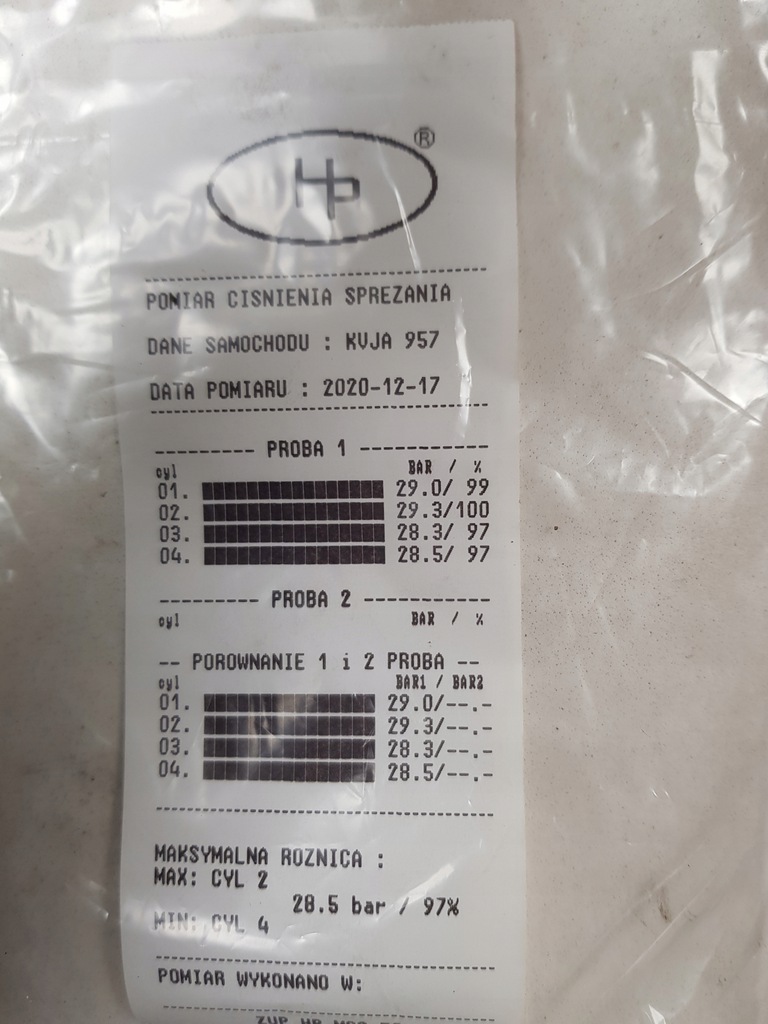 Hp ®
POMIAR CISNIENIA SPREZANIA
DANE SAMOCHODU : KVJA 957
DATA POMIARU : 2020-12-17
--------- PROBA 1 ------------
cyl BAR / %
01. 29.0/ 99
02. 29.3/100
03. 28.3/ 97
04. 28.5/ 97
--------- PROBA 2 ------------
cyl BAR / %
-- POROWNANIE 1 i 2 PROBA --
cyl BAR1 / BAR2
01. 29.0/--.-
02. 29.3/--.-
03. 28.3/--.-
04. 28.5/--.-
MAKSYMALNA ROZNICA :
MAX: CYL 2
28.5 bar / 97%
MIN: CYL 4
POMIAR WYKONANO W:
ZUP HP